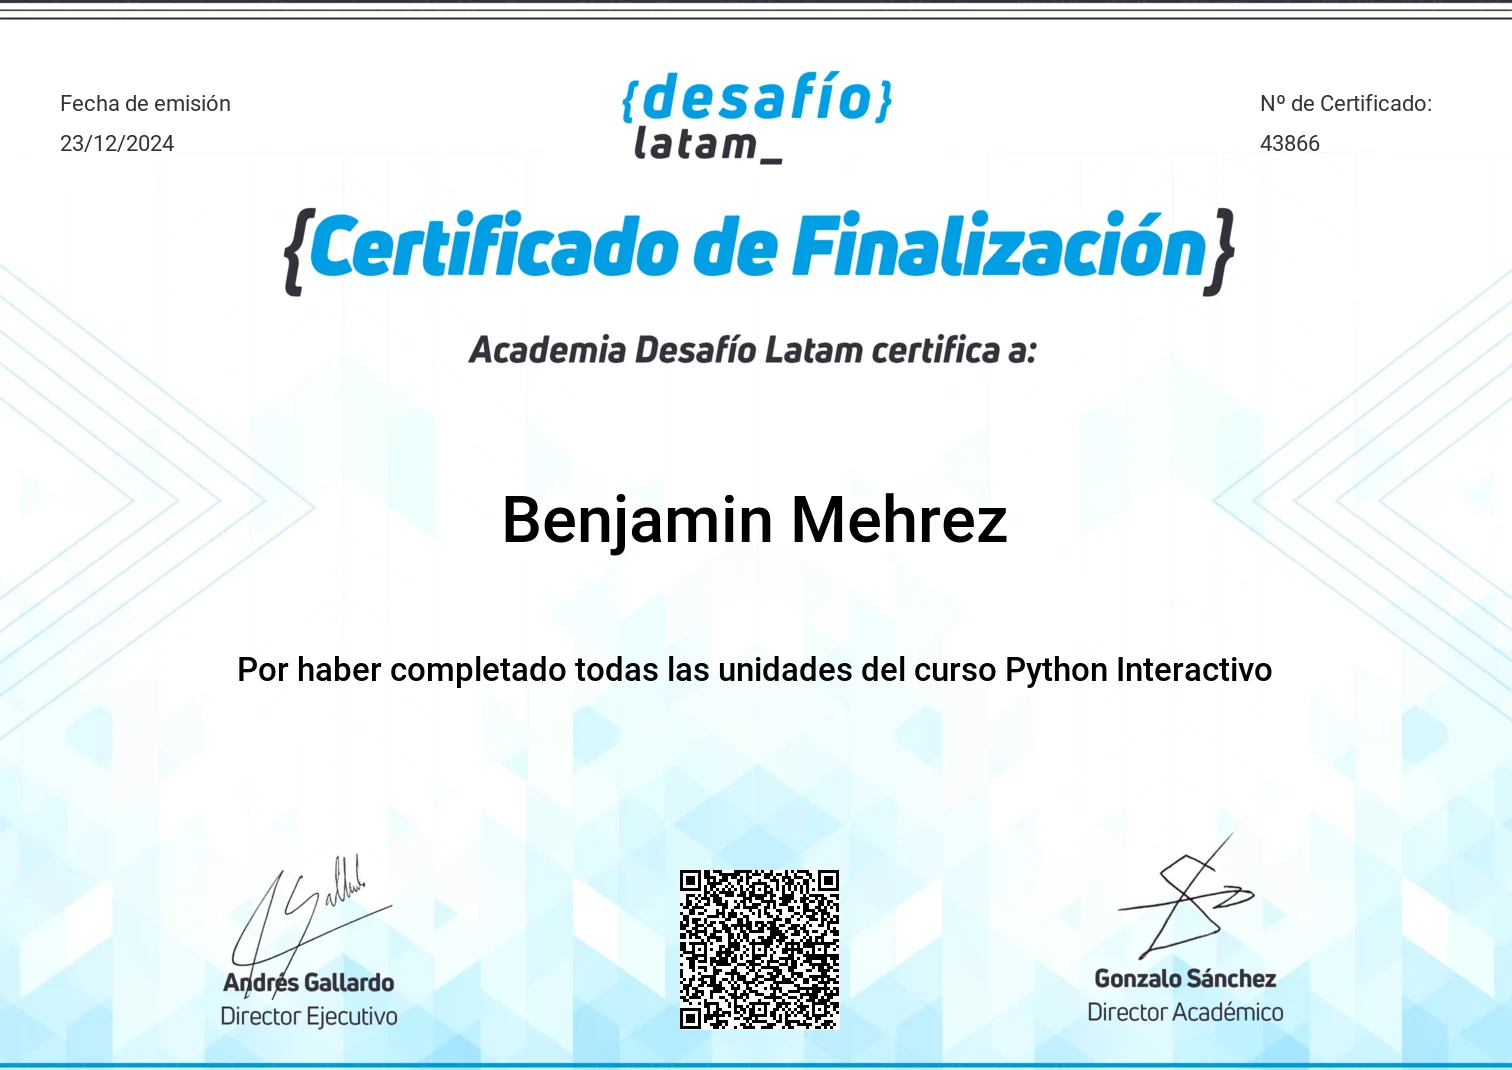 Fecha de emisión
23/12/2024
{desafío}
latam_
Nº de Certificado:
43866
{Certificado de Finalización}
Academia Desafío Latam certifica a:
Benjamin Mehrez
Por haber completado todas las unidades del curso Python Interactivo
Andrés Gallardo
Director Ejecutivo
Gonzalo Sánchez
Director Académico